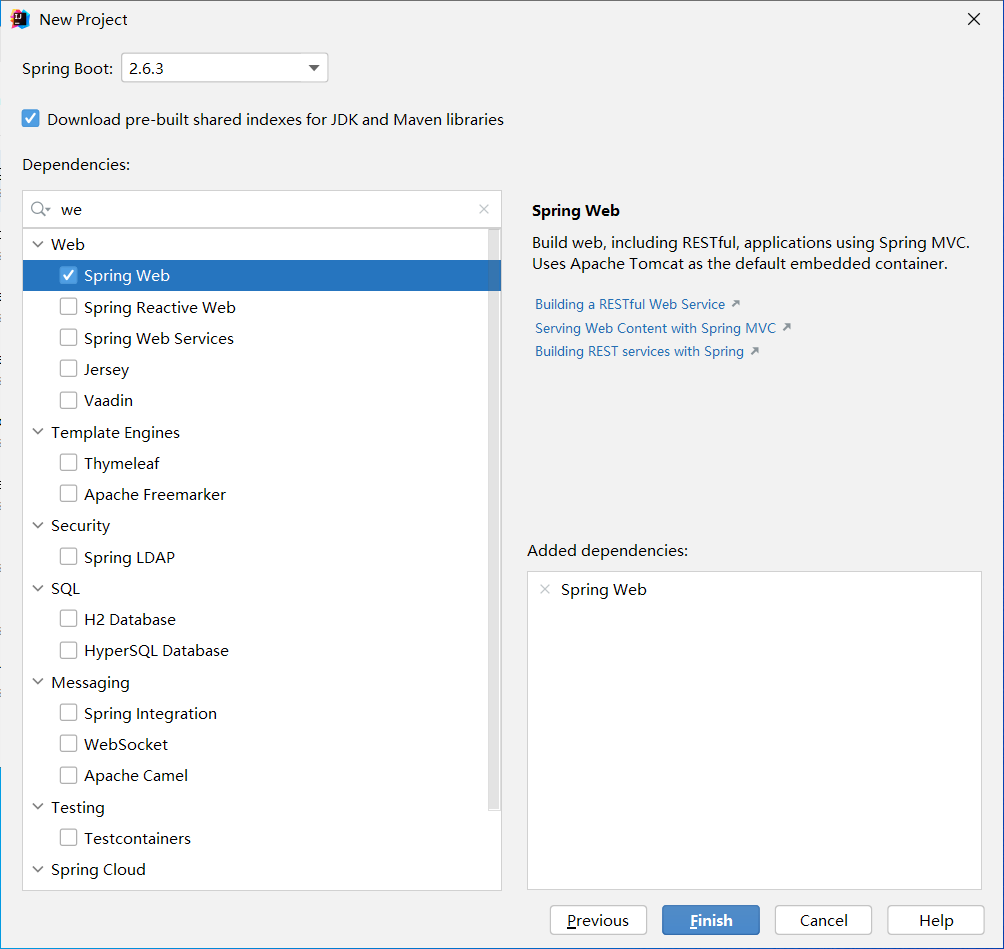 New Project
Spring Boot: 2.6.3
Download pre-built shared indexes for JDK and Maven libraries
Dependencies:
we
Web
Spring Web
Spring Reactive Web
Spring Web Services
Jersey
Vaadin
Template Engines
Thymeleaf
Apache Freemarker
Security
Spring LDAP
SQL
H2 Database
HyperSQL Database
Messaging
Spring Integration
WebSocket
Apache Camel
Testing
Testcontainers
Spring Cloud
Spring Web
Build web, including RESTful, applications using Spring MVC.
Uses Apache Tomcat as the default embedded container.
Building a RESTful Web Service
Serving Web Content with Spring MVC
Building REST services with Spring
Added dependencies:
Spring Web
Previous Finish Cancel Help